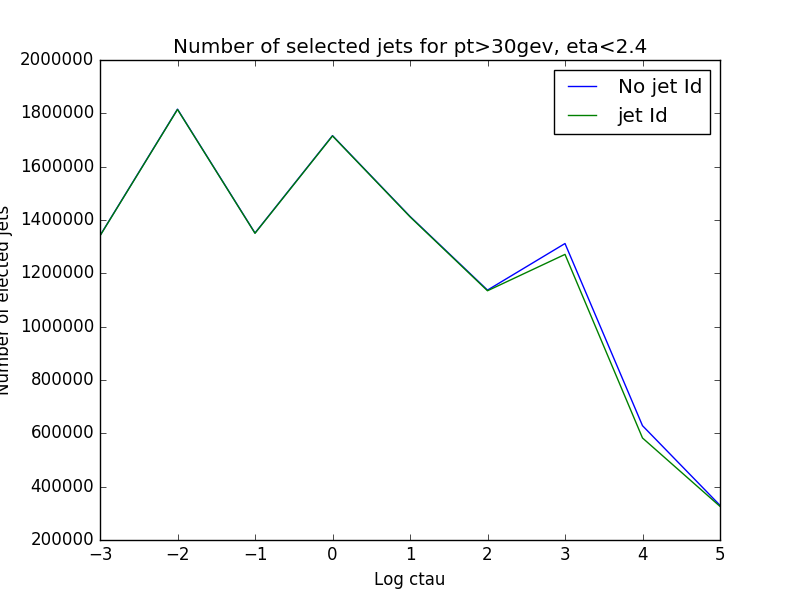 Number of selected jets for pt>30gev, eta<2.4
2000000
1800000
1600000
1400000
1200000
1000000
800000
600000
400000
200000
Number of elected jets
No jet Id
jet Id
−3 −2 −1 0 1 2 3 4 5
Log ctau